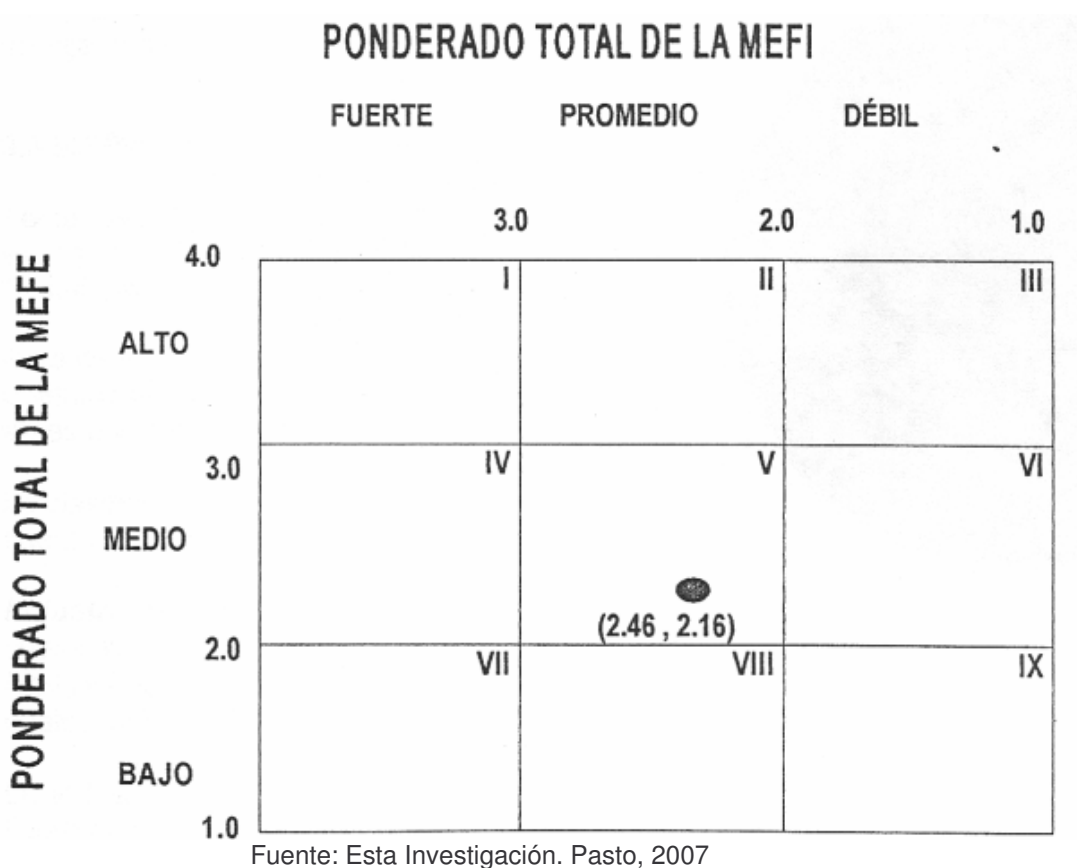 PONDERADO TOTAL DE LA MEFI
FUERTE PROMEDIO DÉBIL
3.0 2.0 1.0
PONDERADO TOTAL DE LA MEFE
4.0
I II III
ALTO
3.0
IV V VI
MEDIO
(2.46 , 2.16)
2.0
VII VIII IX
BAJO
1.0
Fuente: Esta Investigación. Pasto, 2007